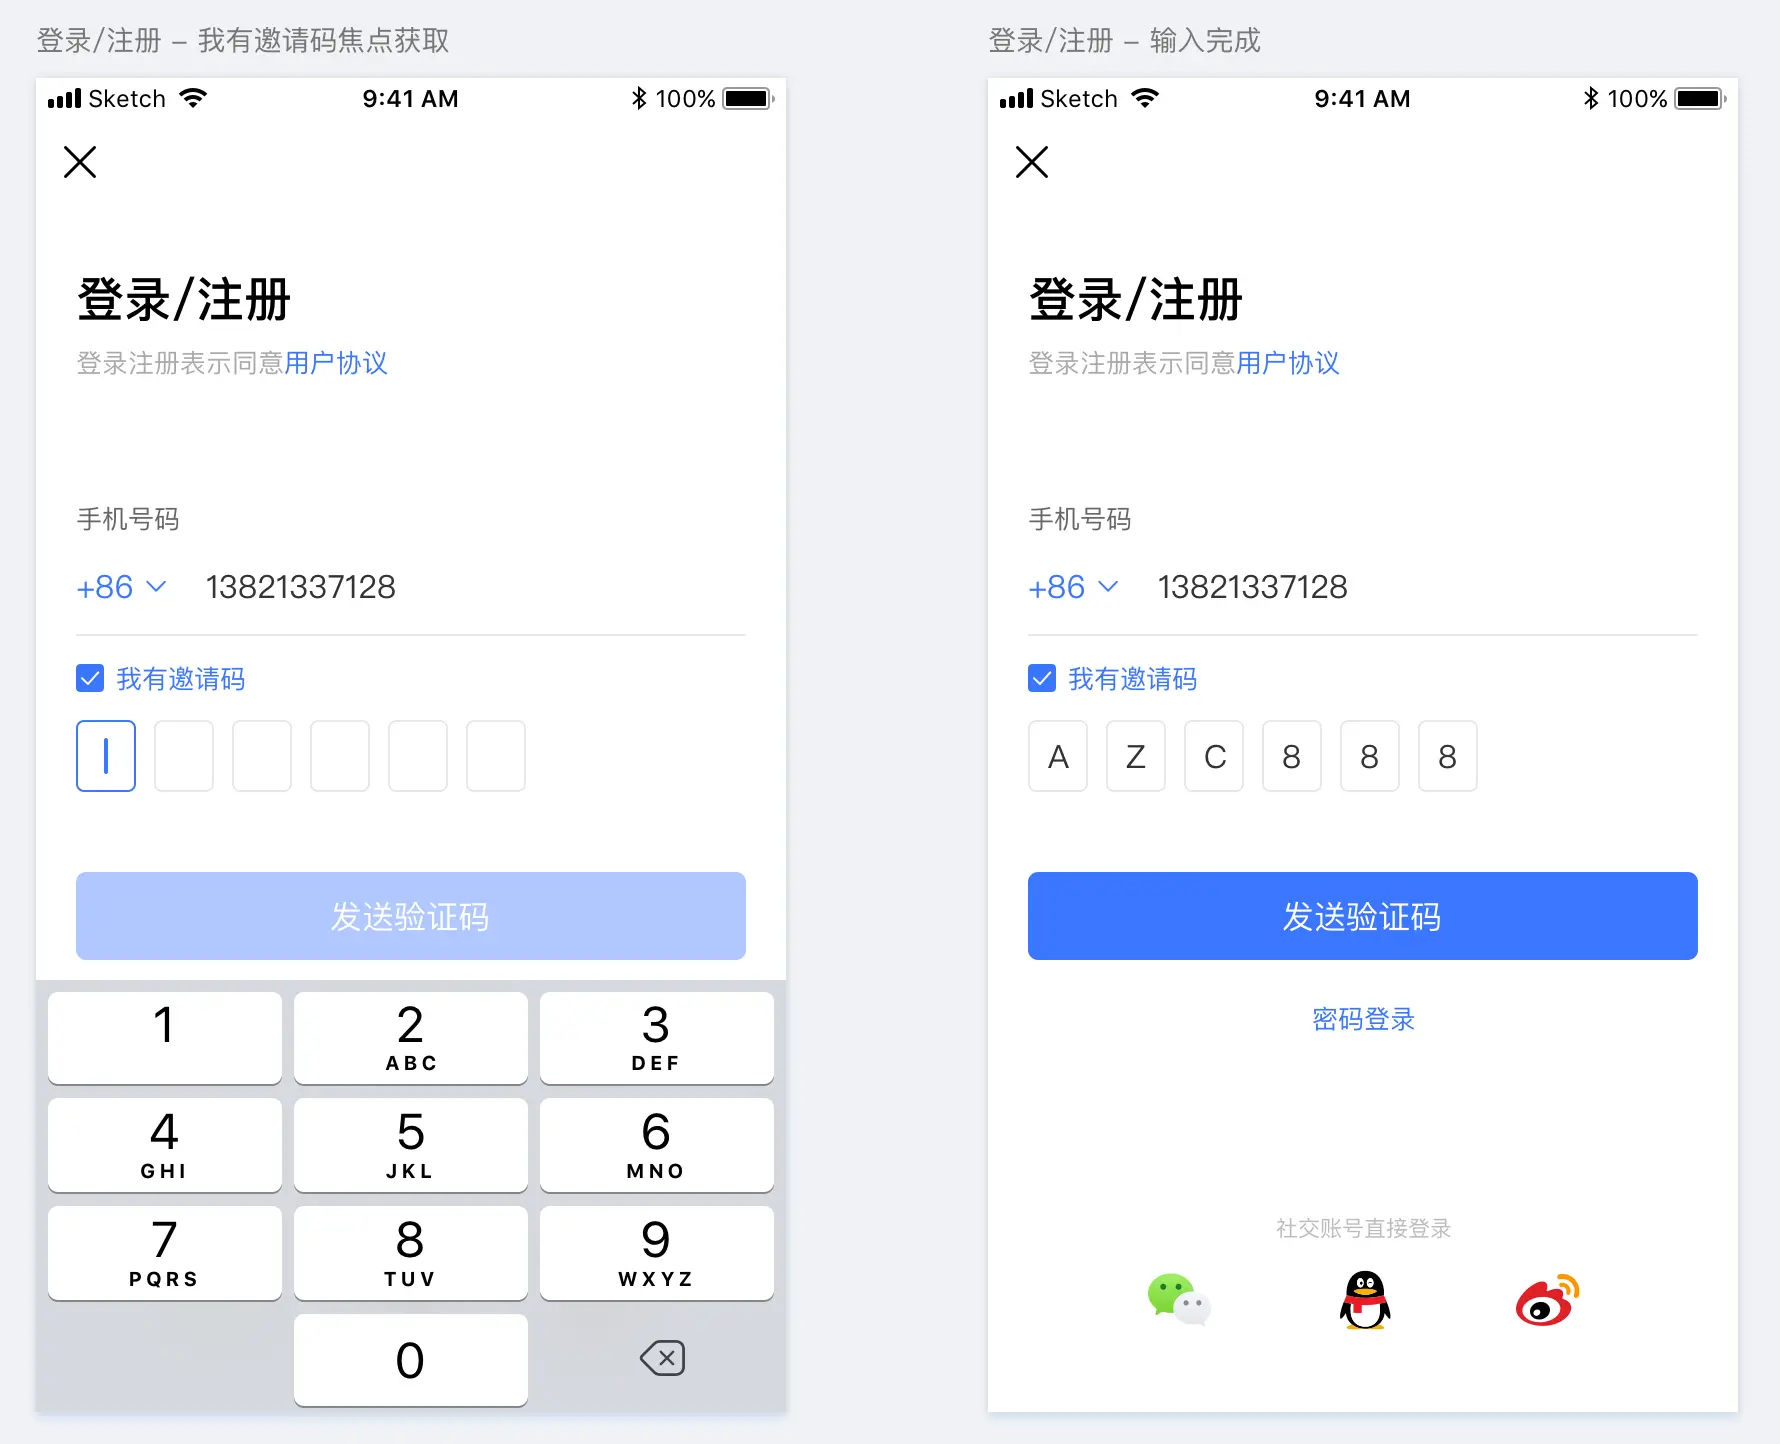 登录/注册 – 我有邀请码焦点获取
Sketch 9:41 AM 100%
登录/注册
登录注册表示同意用户协议
手机号码
+86 13821337128
我有邀请码
发送验证码
1 2 3
ABC DEF
4 5 6
GHI JKL MNO
7 8 9
PQRS TUV WXYZ
0
登录/注册 – 输入完成
Sketch 9:41 AM 100%
登录/注册
登录注册表示同意用户协议
手机号码
+86 13821337128
我有邀请码
A Z C 8 8 8
发送验证码
密码登录
社交账号直接登录